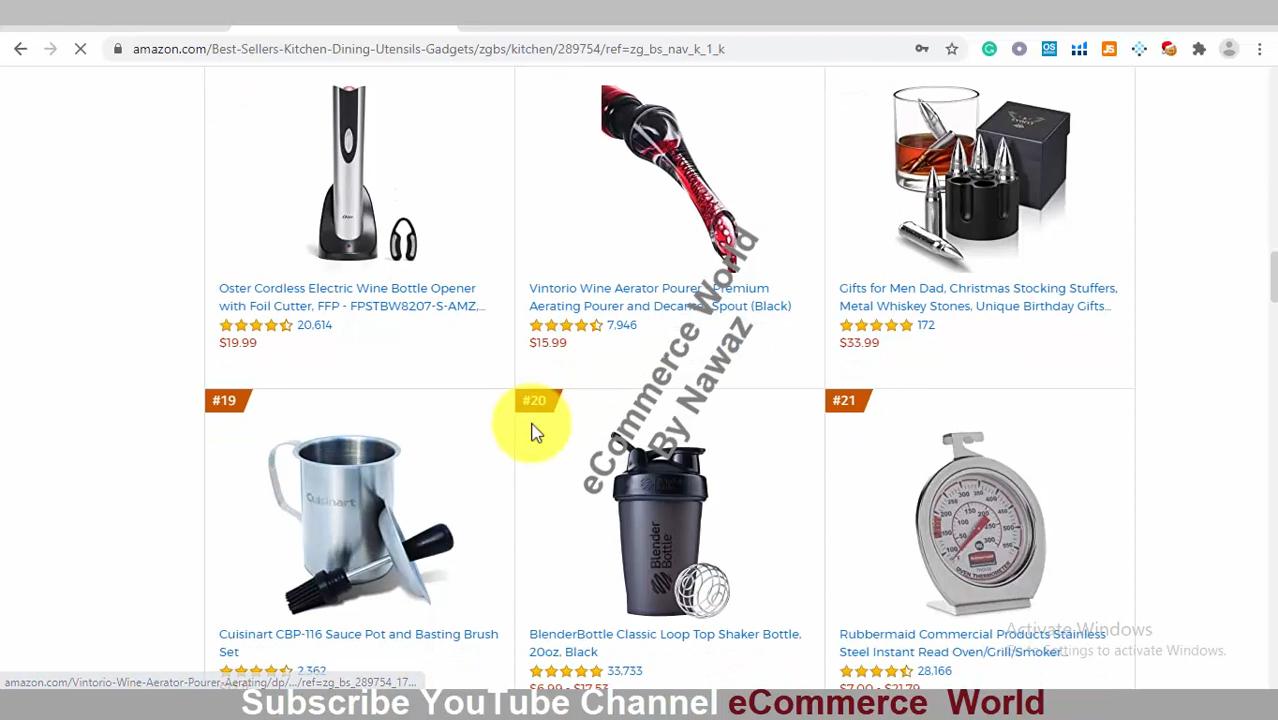 amazon.com/Best-Sellers-Kitchen-Dining-Utensils-Gadgets/zgbs/kitchen/289754/ref=zg_bs_nav_k_1_k
Oster Cordless Electric Wine Bottle Opener
with Foil Cutter, FFP - FPSTBW8207-S-AMZ,...
20,614
$19.99
Vintorio Wine Aerator Pourer - Premium
Aerating Pourer and Decanter Spout (Black)
7,946
$15.99
Gifts for Men Dad, Christmas Stocking Stuffers,
Metal Whiskey Stones, Unique Birthday Gifts...
172
$33.99
eCommerce World
By Nawaz
#19
#20
#21
Cuisinart
BlenderBottle
Cuisinart CBP-116 Sauce Pot and Basting Brush
Set
2,362
BlenderBottle Classic Loop Top Shaker Bottle,
20oz, Black
33,733
$6.99 - $17.53
Rubbermaid Commercial Products Stainless
Steel Instant Read Oven/Grill/Smoker...
28,166
$7.00 - $21.79
Activate Windows
Go to Settings to activate Windows.
amazon.com/Vintorio-Wine-Aerator-Pourer-Aerating/dp/.../ref=zg_bs_289754_17...
Subscribe YouTube Channel eCommerce World